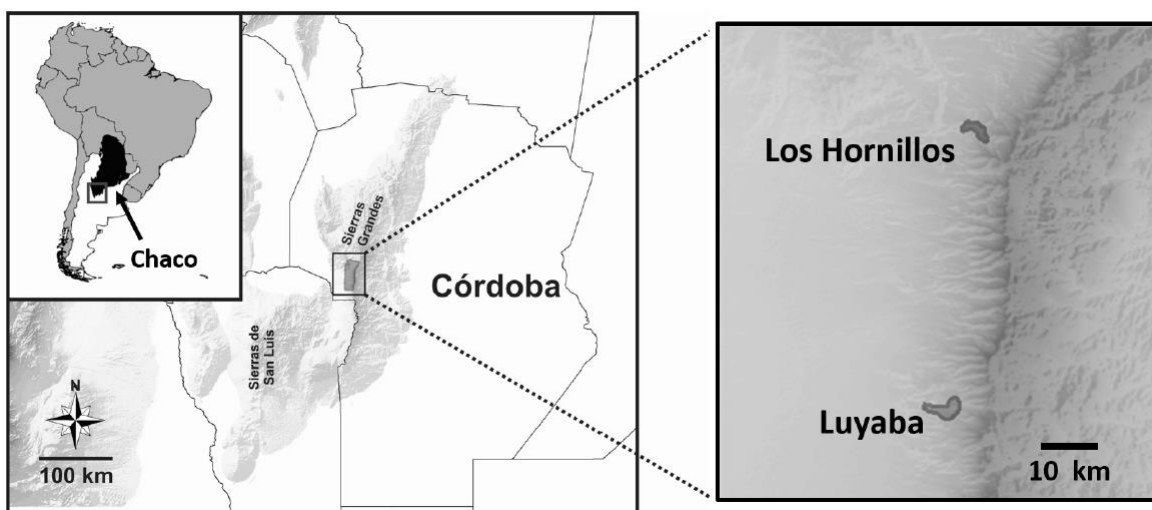 Chaco
Sierras
Grandes
Córdoba
Sierras de
San Luis
N
100 km
Los Hornillos
Luyaba
10 km